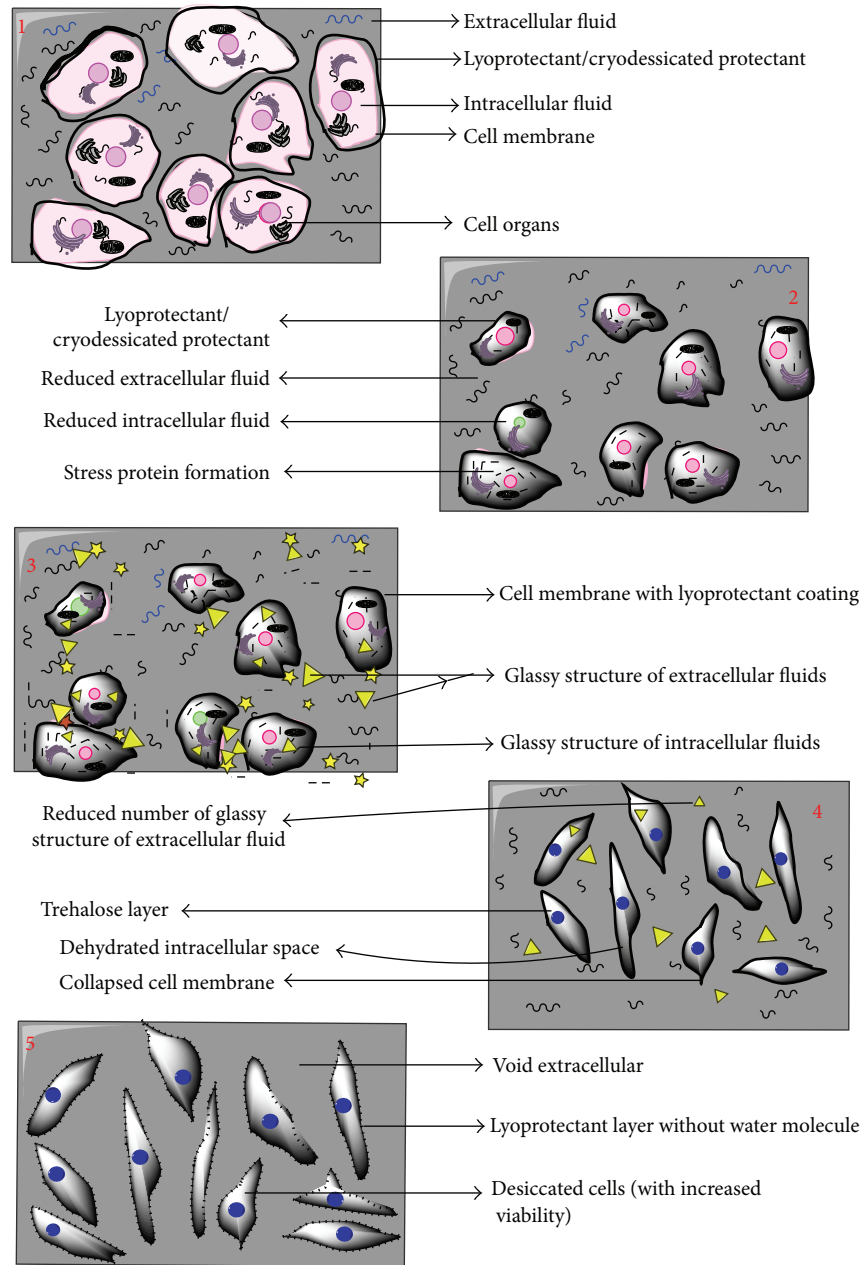 1
Extracellular fluid
Lyoprotectant/cryodessicated protectant
Intracellular fluid
Cell membrane
Cell organs
2
Lyoprotectant/
cryodessicated protectant
Reduced extracellular fluid
Reduced intracellular fluid
Stress protein formation
3
Cell membrane with lyoprotectant coating
Glassy structure of extracellular fluids
Glassy structure of intracellular fluids
4
Reduced number of glassy
structure of extracellular fluid
Trehalose layer
Dehydrated intracellular space
Collapsed cell membrane
5
Void extracellular
Lyoprotectant layer without water molecule
Desiccated cells (with increased
viability)